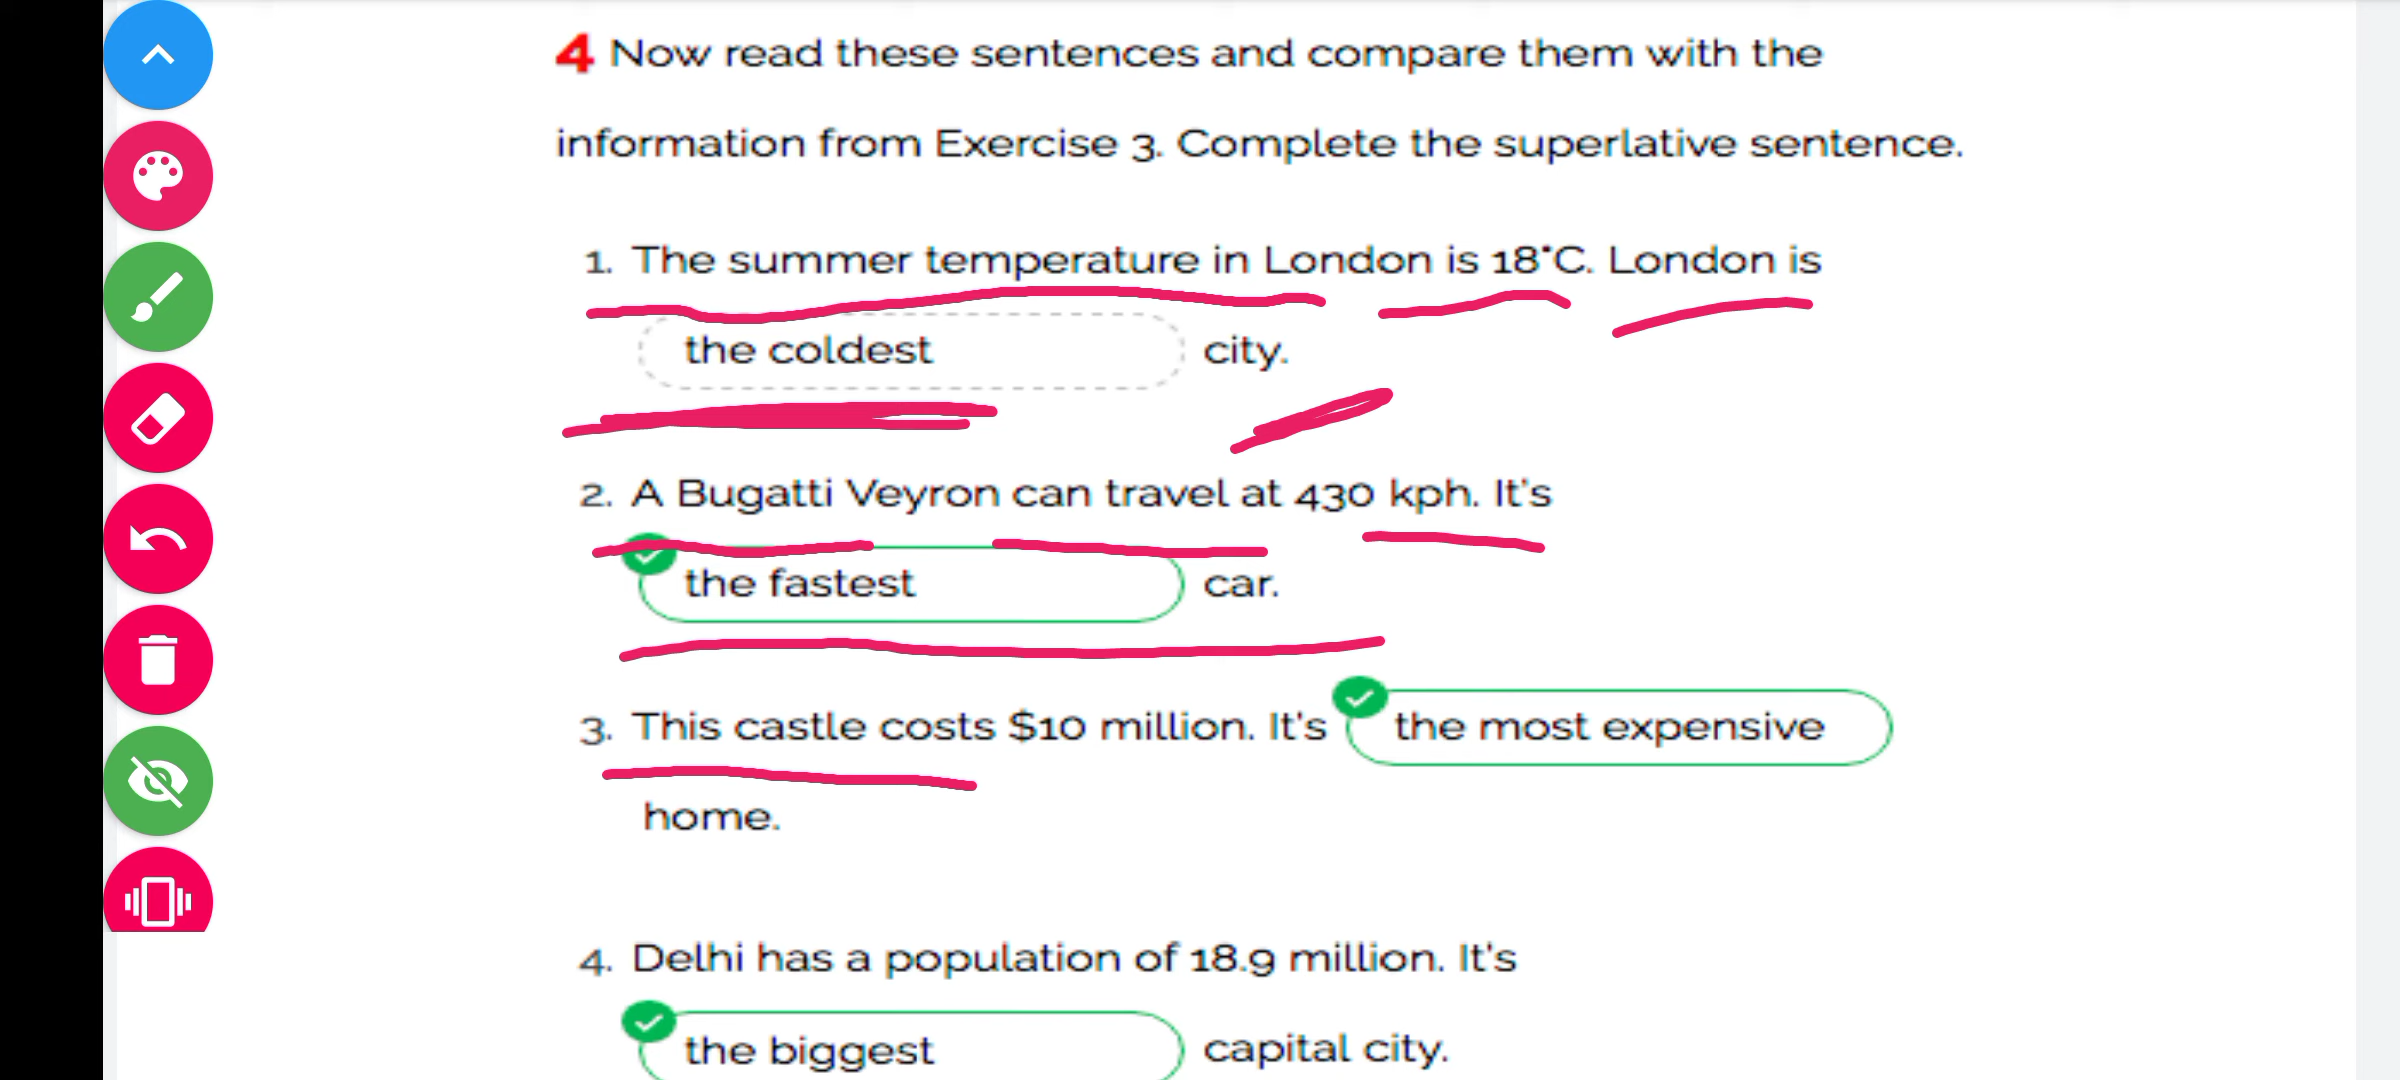 4 Now read these sentences and compare them with the
information from Exercise 3. Complete the superlative sentence.
1. The summer temperature in London is 18°C. London is
the coldest city.
2. A Bugatti Veyron can travel at 430 kph. It's
the fastest car.
3. This castle costs $10 million. It's the most expensive
home.
4. Delhi has a population of 18.9 million. It's
the biggest capital city.